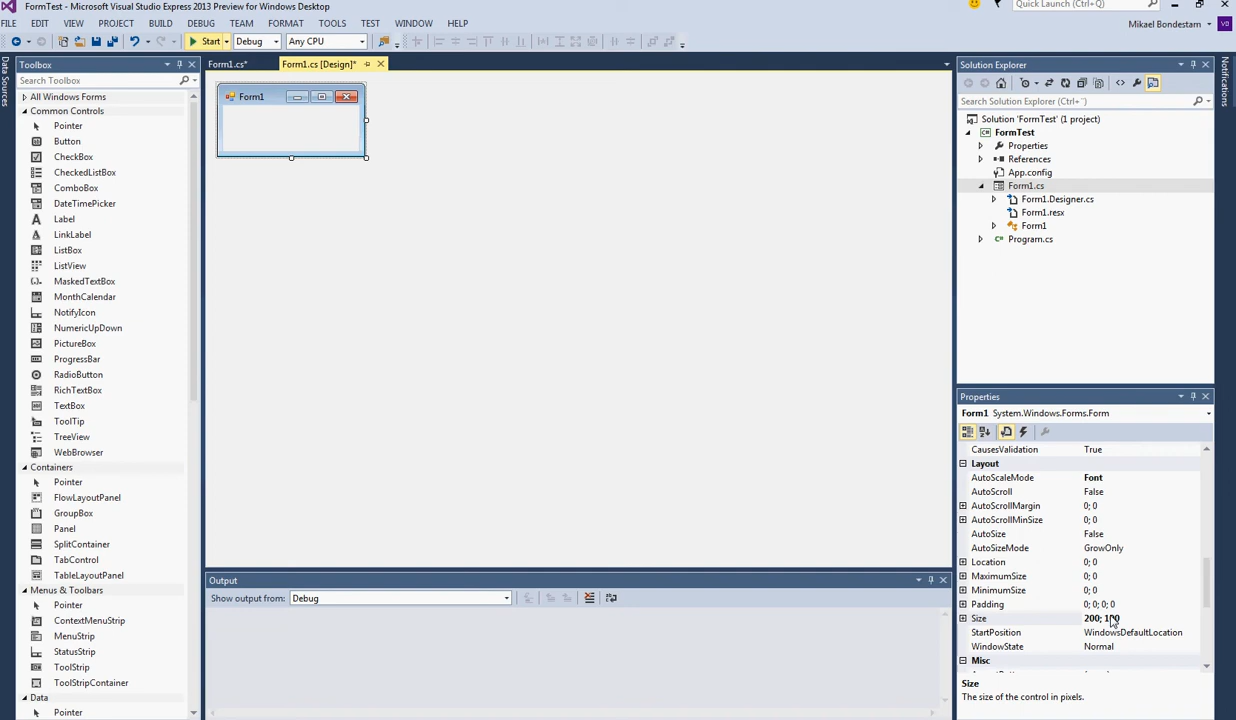 FormTest - Microsoft Visual Studio Express 2013 Preview for Windows Desktop
Quick Launch (Ctrl+Q)
FILE EDIT VIEW PROJECT BUILD DEBUG TEAM FORMAT TOOLS TEST WINDOW HELP
Mikael Bondestam
Start Debug Any CPU
Data Sources
Toolbox
Search Toolbox
All Windows Forms
Common Controls
Pointer
Button
CheckBox
CheckedListBox
ComboBox
DateTimePicker
Label
LinkLabel
ListBox
ListView
MaskedTextBox
MonthCalendar
NotifyIcon
NumericUpDown
PictureBox
ProgressBar
RadioButton
RichTextBox
TextBox
ToolTip
TreeView
WebBrowser
Containers
Pointer
FlowLayoutPanel
GroupBox
Panel
SplitContainer
TabControl
TableLayoutPanel
Menus & Toolbars
Pointer
ContextMenuStrip
MenuStrip
StatusStrip
ToolStrip
ToolStripContainer
Data
Pointer
Form1.cs* Form1.cs [Design]*
Form1
Output
Show output from: Debug
Solution Explorer
Search Solution Explorer (Ctrl+¨)
Solution 'FormTest' (1 project)
FormTest
Properties
References
App.config
Form1.cs
Form1.Designer.cs
Form1.resx
Form1
Program.cs
Notifications
Properties
Form1 System.Windows.Forms.Form
CausesValidation True
Layout
AutoScaleMode Font
AutoScroll False
AutoScrollMargin 0; 0
AutoScrollMinSize 0; 0
AutoSize False
AutoSizeMode GrowOnly
Location 0; 0
MaximumSize 0; 0
MinimumSize 0; 0
Padding 0; 0; 0; 0
Size 200; 100
StartPosition WindowsDefaultLocation
WindowState Normal
Misc
Size
The size of the control in pixels.